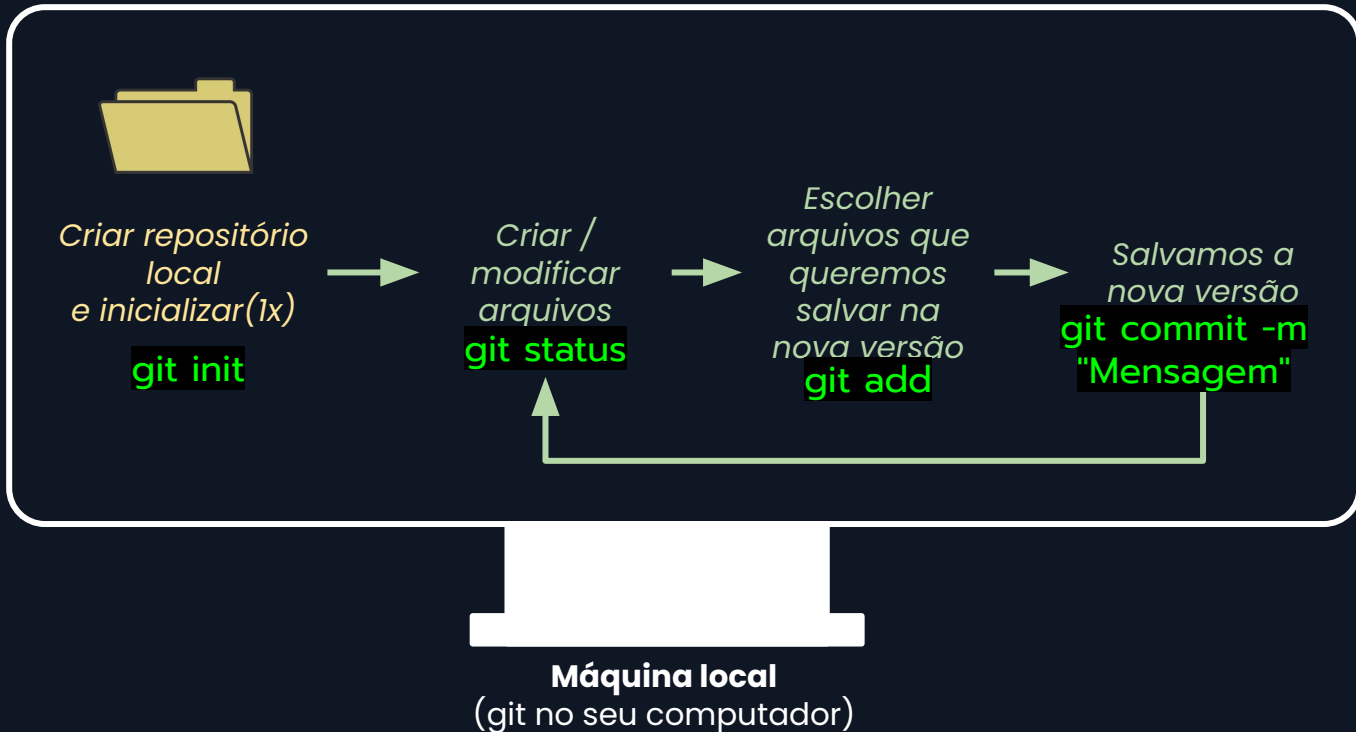 Criar repositório
local
e inicializar(1x)
git init
Criar /
modificar
arquivos
git status
Escolher
arquivos que
queremos
salvar na
nova versão
git add
Salvamos a
nova versão
git commit -m
"Mensagem"
Máquina local
(git no seu computador)